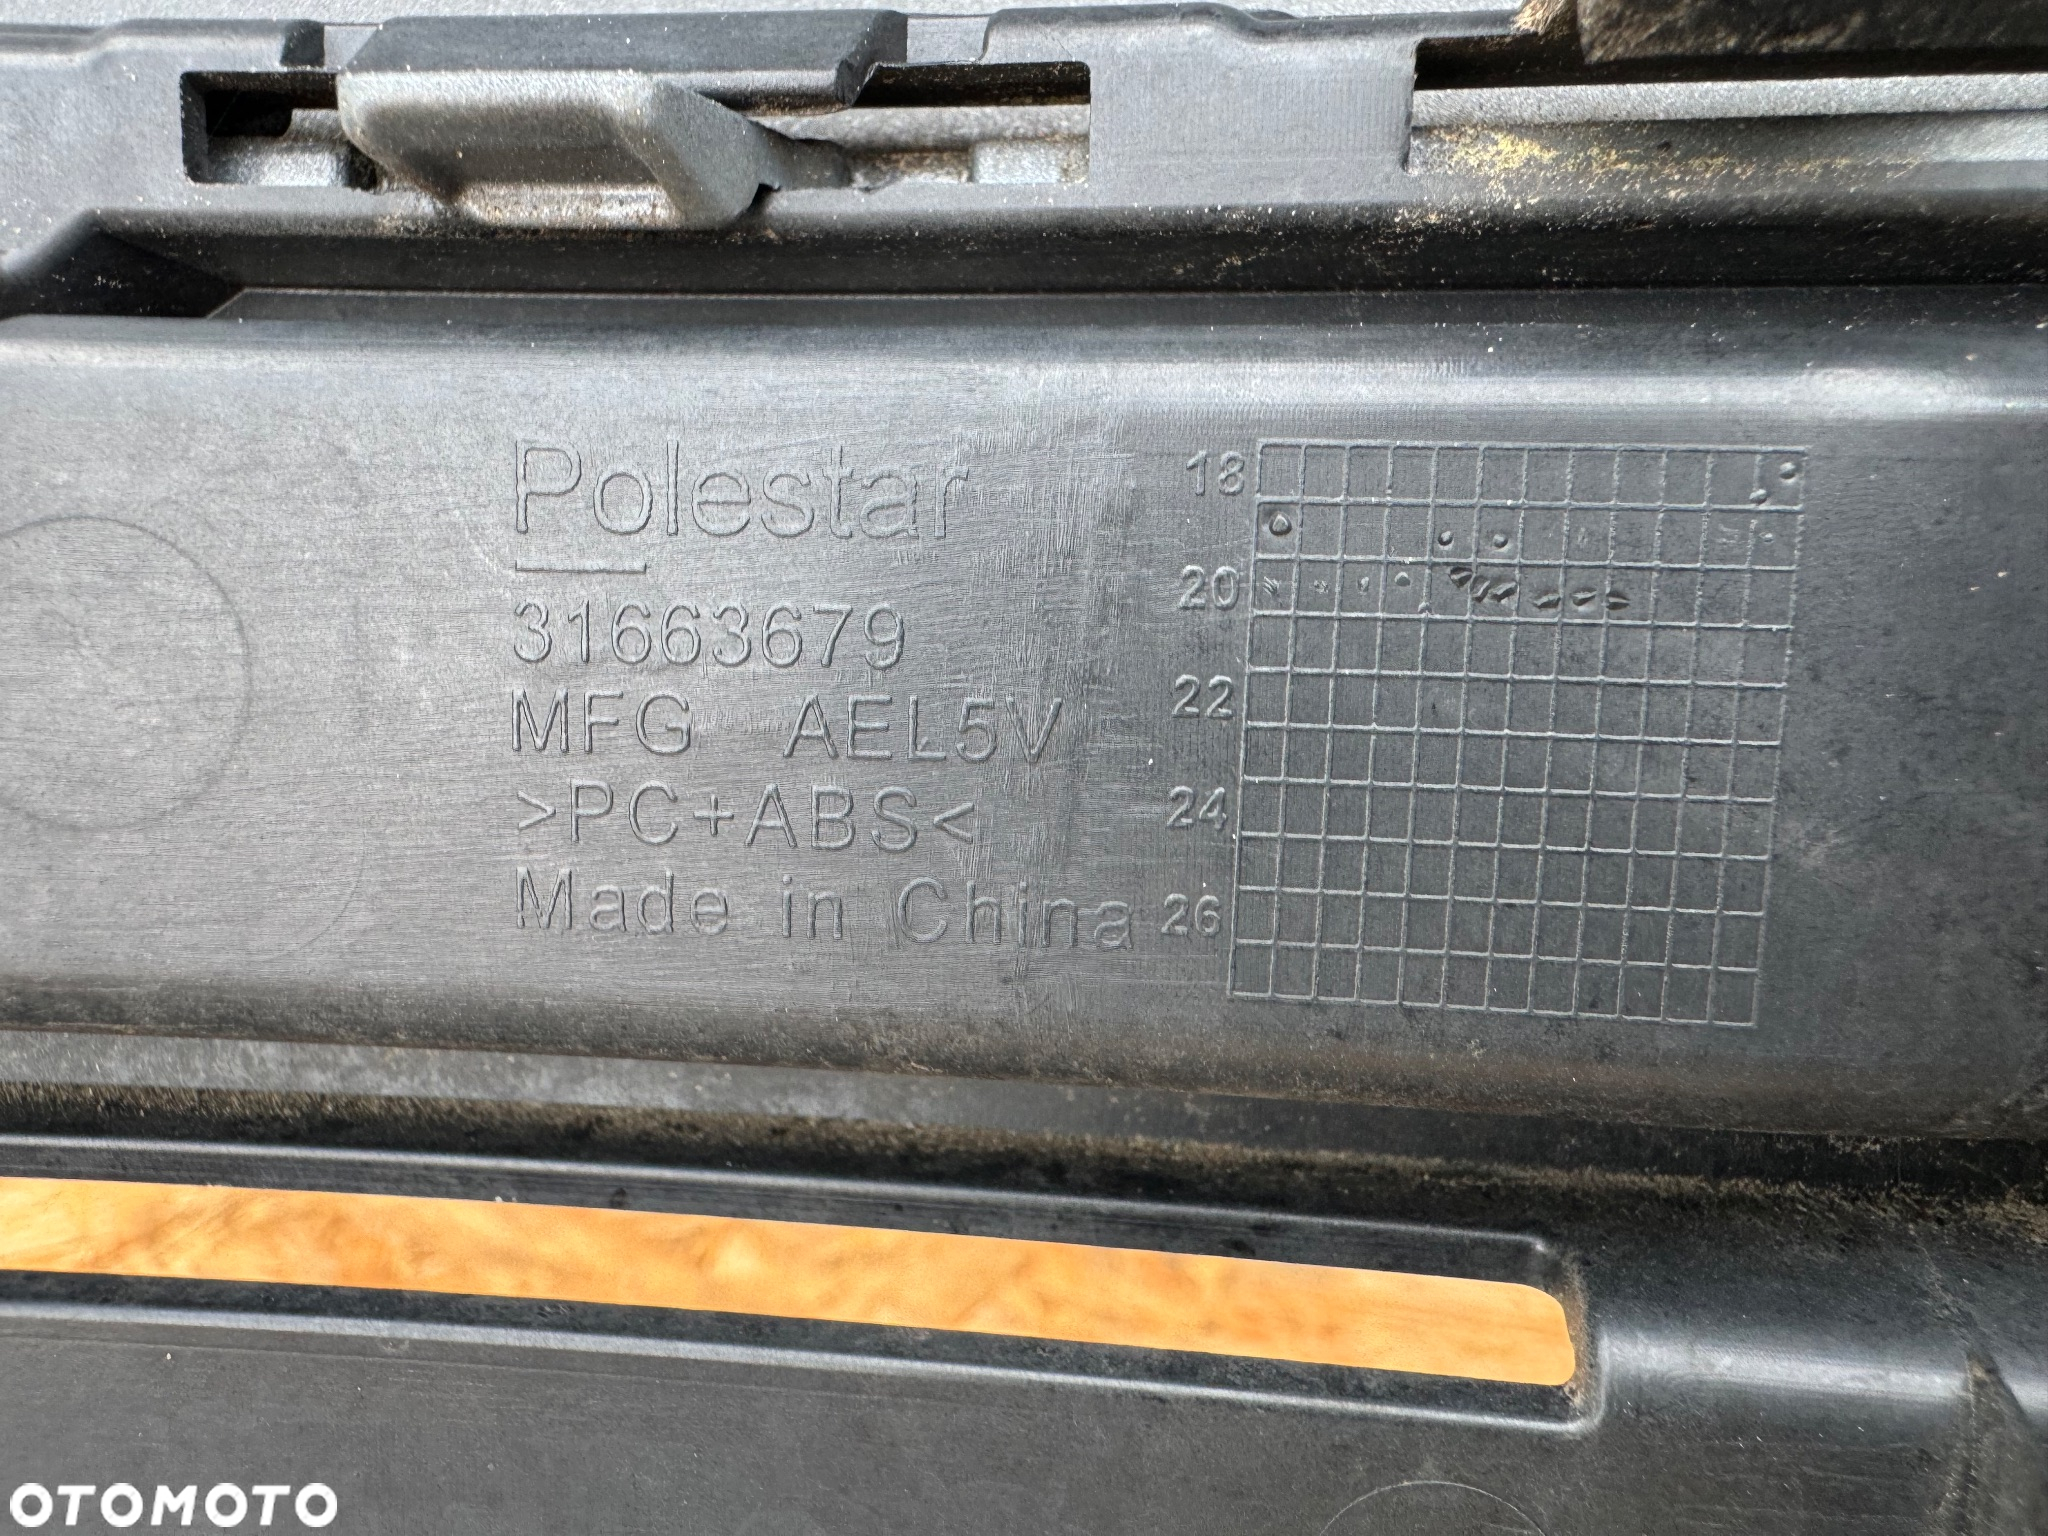 Polestar
31663679
MFG AEL5V
>PC+ABS<
Made in China
18
20
22
24
26
OTOMOTO